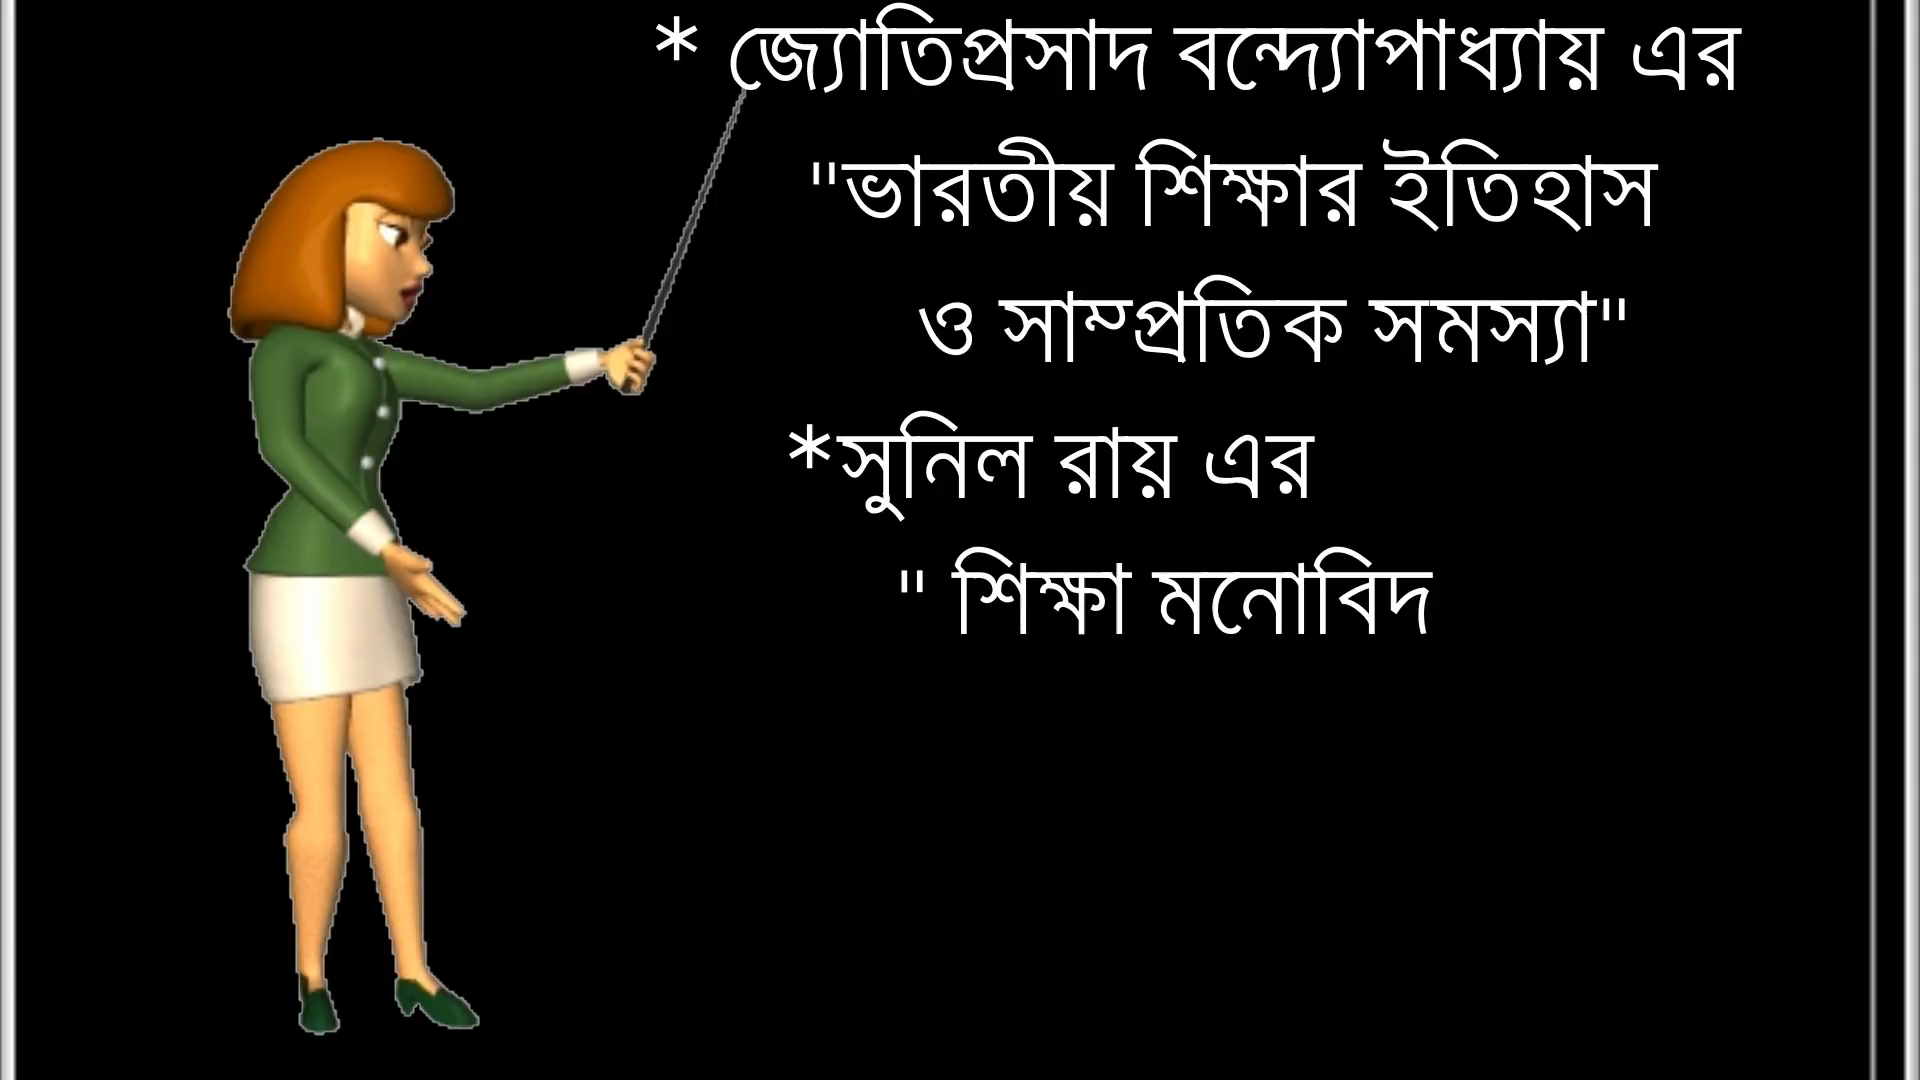 * জ্যোতিপ্রসাদ বন্দ্যোপাধ্যায় এর
"ভারতীয় শিক্ষার ইতিহাস
ও সাম্প্রতিক সমস্যা"
*সুনিল রায় এর
" শিক্ষা মনোবিদ